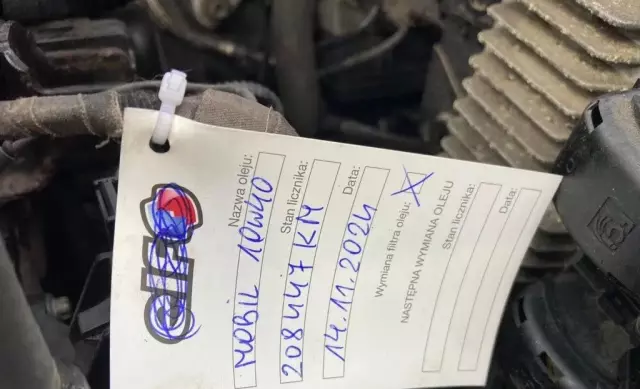 elf
Nazwa oleju:
MOBIL 10W40
Stan licznika:
208447 KM
Data:
14.11.2024
Wymiana filtra oleju: X
NASTĘPNA WYMIANA OLEJU
Stan licznika:
Data: